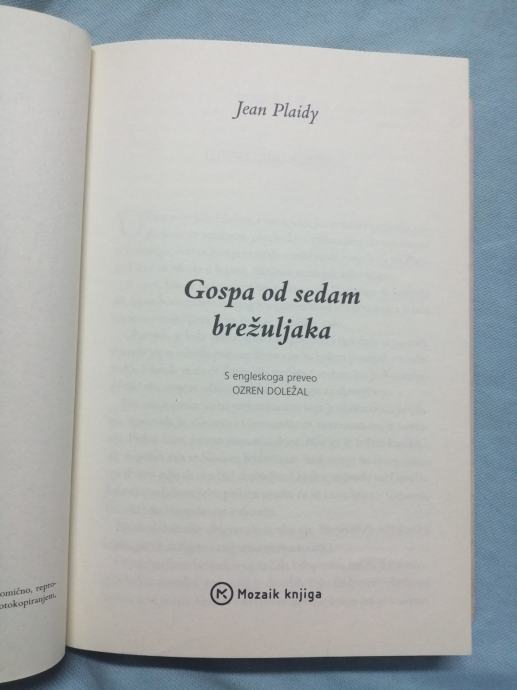 Jean Plaidy
Gospa od sedam
brežuljaka
S engleskoga preveo
OZREN DOLEŽAL
Mozaik knjiga
omično, repro-
otokopiranjem,